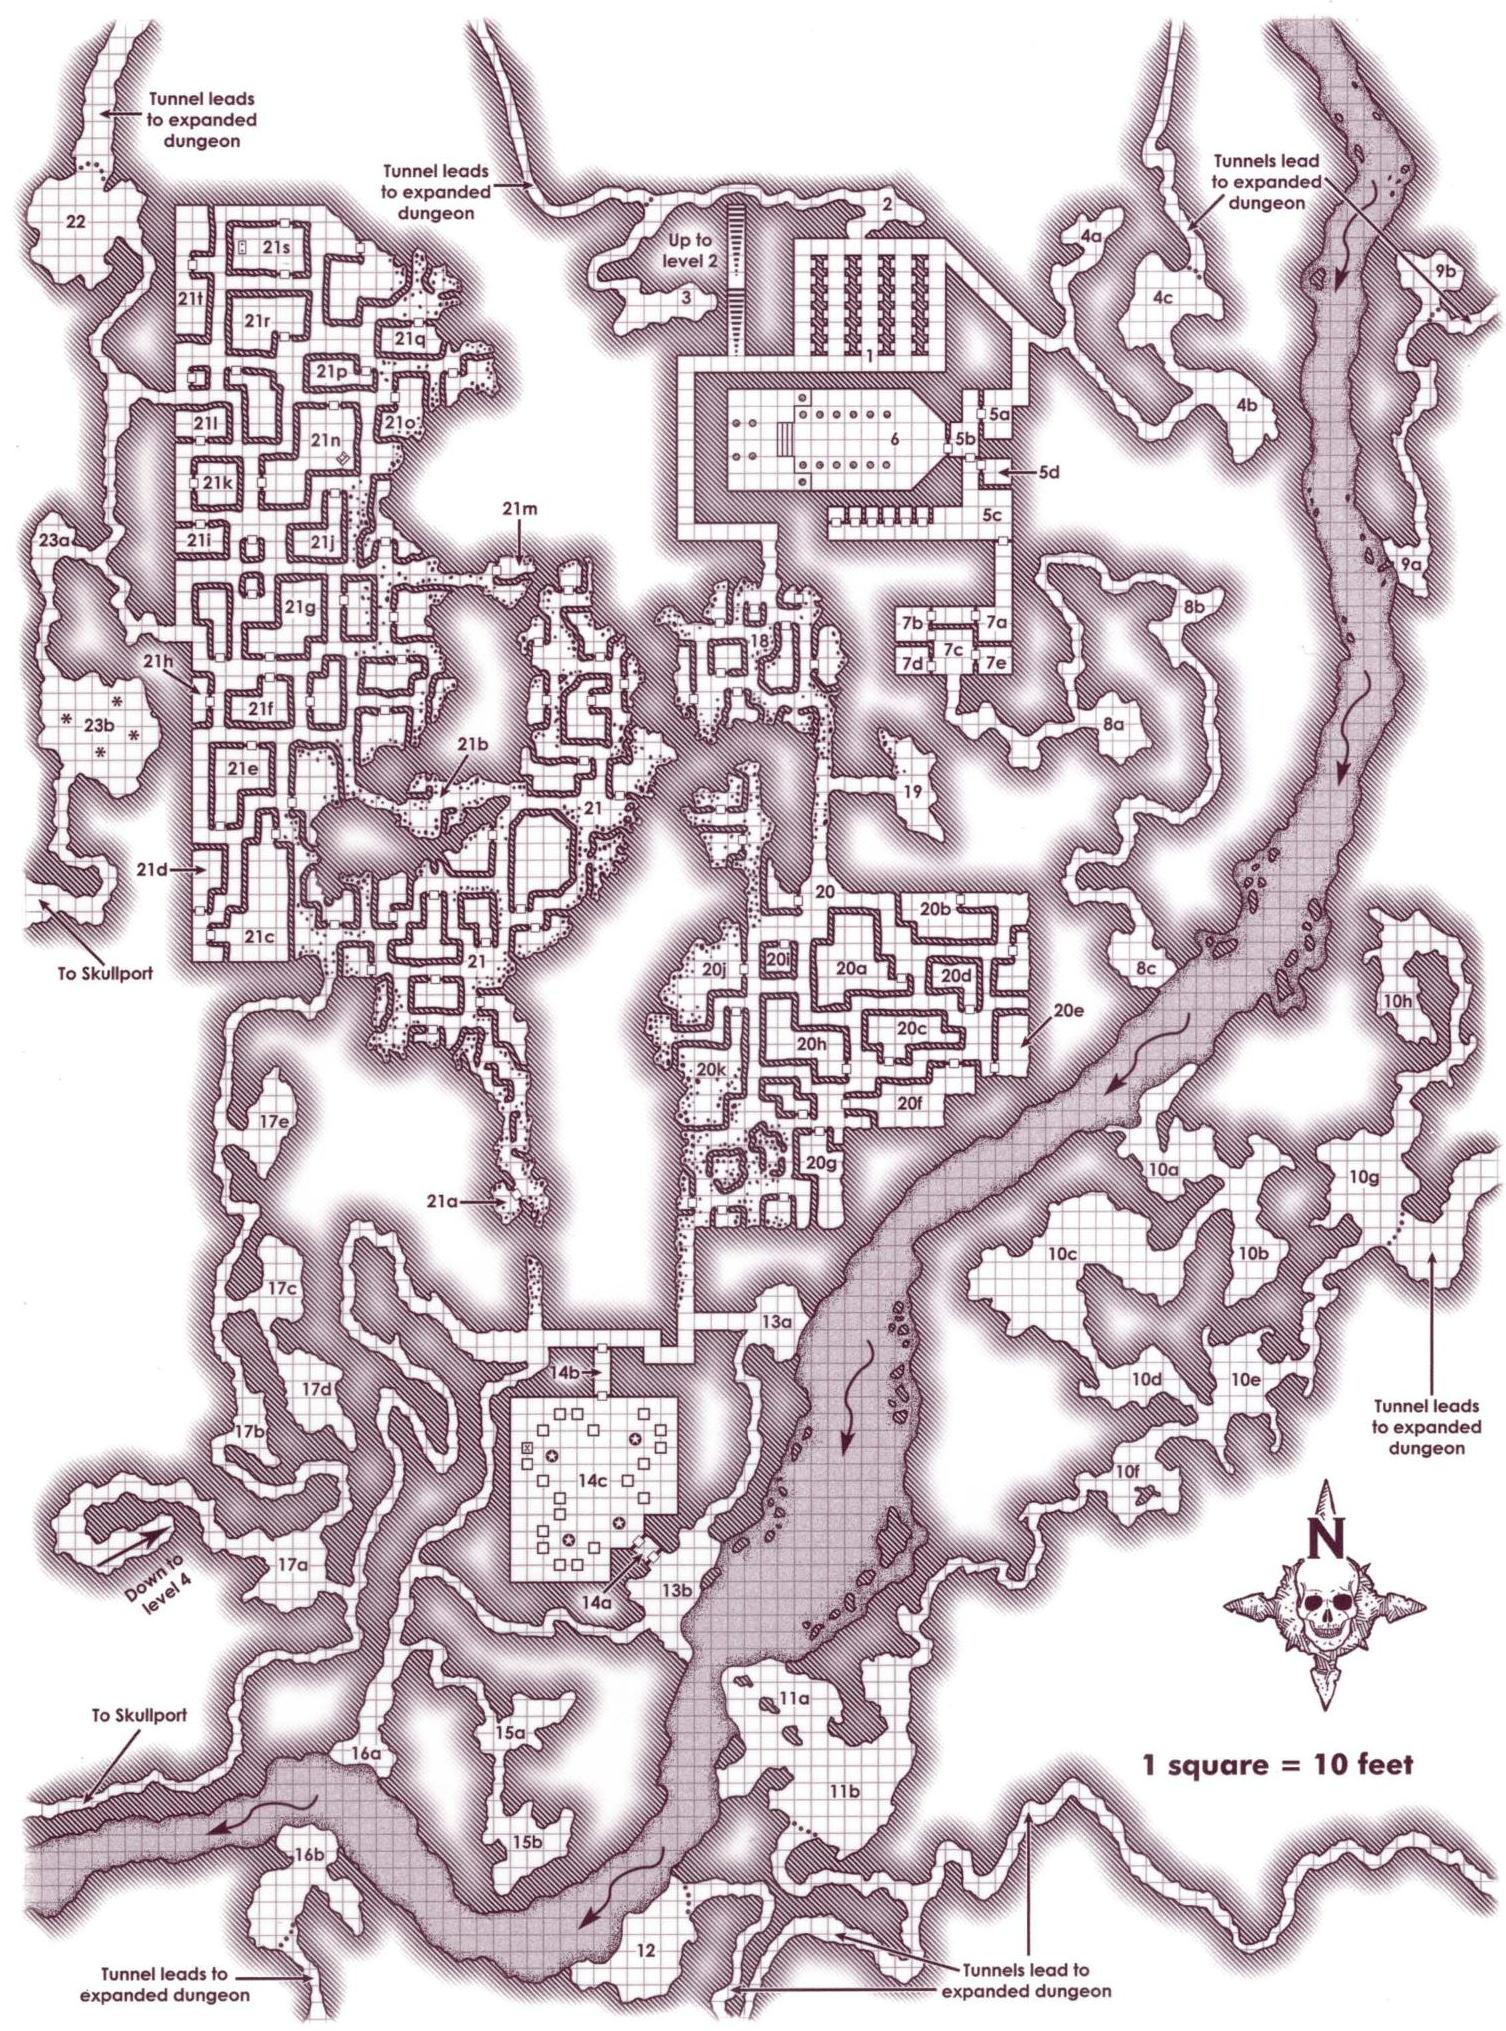 Tunnel leads
to expanded
dungeon
Tunnel leads
to expanded
dungeon
Tunnels lead
to expanded
dungeon
22
2
Up to
level 2
3
1
4a
4c
4b
9b
9a
5a
5b
5d
5c
6
21s
21t
21r
21q
21p
21l
21o
21n
21k
21i
21j
21m
21g
21h
21f
21e
21b
21
21d
21c
21
21a
23a
23b
To Skullport
7b
7a
7c
7d
7e
8b
8a
8c
18
19
20
20b
20j
20i
20a
20d
20e
20c
20h
20k
20f
20g
10h
10a
10g
10c
10b
10d
10e
10f
Tunnel leads
to expanded
dungeon
17e
17c
17d
17b
17a
Down to
level 4
13a
14b
14c
14a
13b
N
To Skullport
16a
15a
15b
16b
11a
11b
12
1 square = 10 feet
Tunnel leads to
expanded dungeon
Tunnels lead to
expanded dungeon